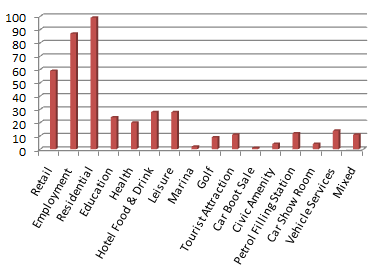 100
90
80
70
60
50
40
30
20
10
0
Retail
Employment
Residential
Education
Health
Hotel Food & Drink
Leisure
Marina
Golf
Tourist Attraction
Car Boot Sale
Civic Amenity
Petrol Filling Station
Car Show Room
Vehicle Services
Mixed